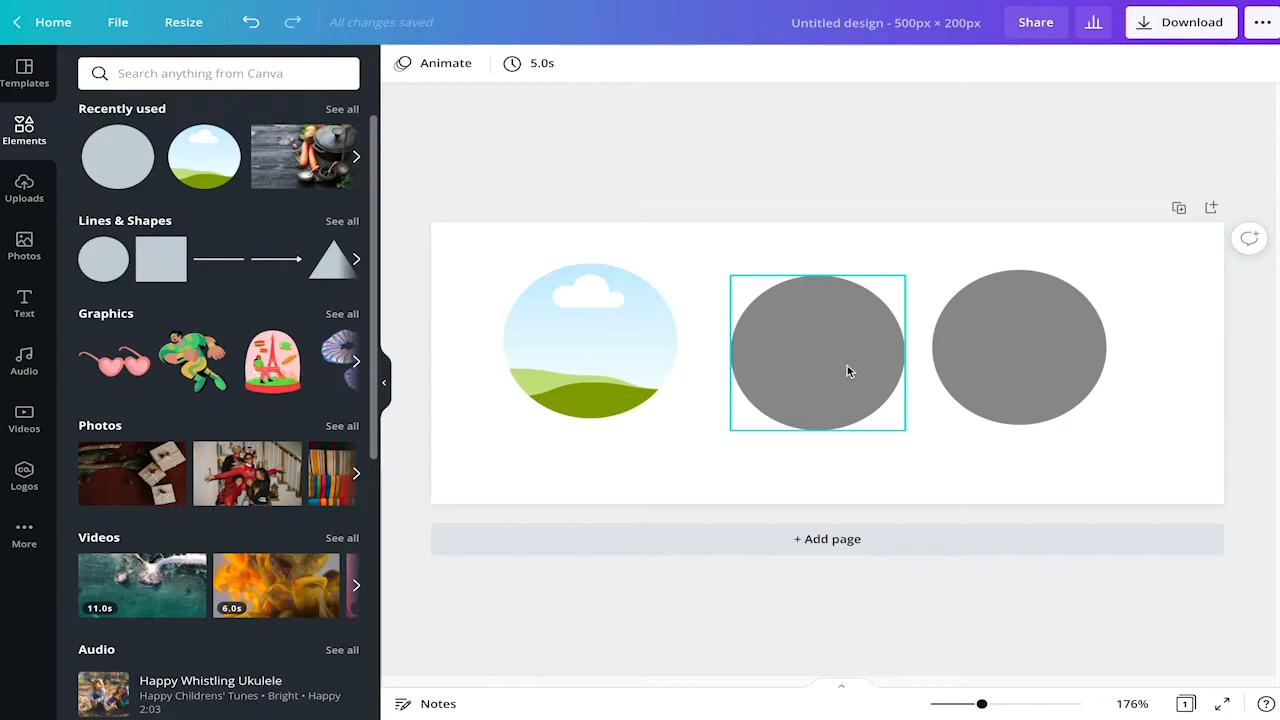 Home
File
Resize
All changes saved
Untitled design - 500px × 200px
Share
Download
Templates
Elements
Uploads
Photos
Text
Audio
Videos
Logos
More
CO.
Search anything from Canva
Recently used
See all
Lines & Shapes
See all
Graphics
See all
Photos
See all
Videos
See all
11.0s
6.0s
Audio
See all
Happy Whistling Ukulele
Happy Childrens' Tunes • Bright • Happy
2:03
Animate
5.0s
+ Add page
Notes
176%
1
?